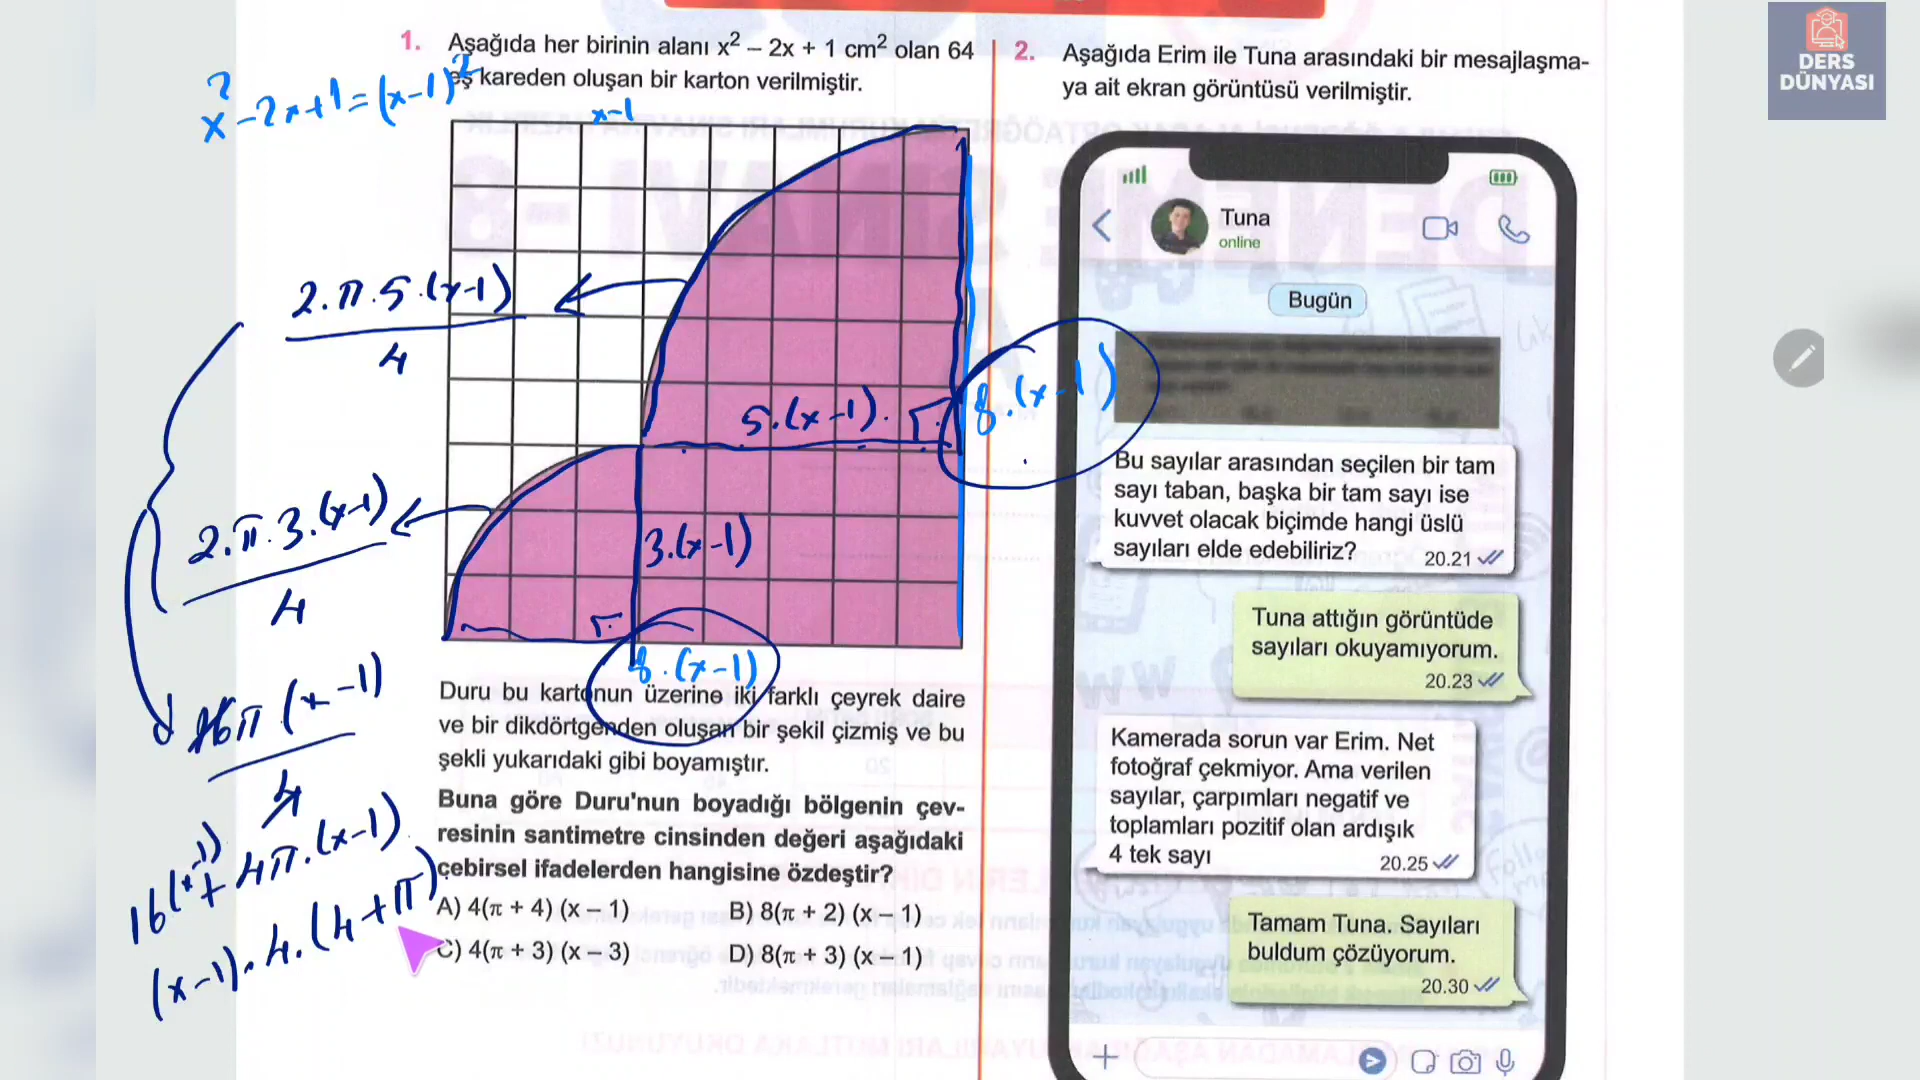 1. Aşağıda her birinin alanı x² – 2x + 1 cm² olan 64
eş kareden oluşan bir karton verilmiştir.
x² - 2x + 1 = (x-1)²
x-1
2.π.5.(x-1)
4
5.(x-1).
8.(x-1)
2.π.3.(x-1)
4
3.(x-1)
8.(x-1)
16π(x-1)
4
16(x-1) + 4π.(x-1)
(x-1).4.(4+π)
Duru bu kartonun üzerine iki farklı çeyrek daire
ve bir dikdörtgenden oluşan bir şekil çizmiş ve bu
şekli yukarıdaki gibi boyamıştır.
Buna göre Duru'nun boyadığı bölgenin çev-
resinin santimetre cinsinden değeri aşağıdaki
cebirsel ifadelerden hangisine özdeştir?
A) 4(π + 4) (x – 1) B) 8(π + 2) (x – 1)
C) 4(π + 3) (x – 3) D) 8(π + 3) (x – 1)
2. Aşağıda Erim ile Tuna arasındaki bir mesajlaşma-
ya ait ekran görüntüsü verilmiştir.
Tuna
online
Bugün
Bu sayılar arasından seçilen bir tam
sayı taban, başka bir tam sayı ise
kuvvet olacak biçimde hangi üslü
sayıları elde edebiliriz?
20.21
Tuna attığın görüntüde
sayıları okuyamıyorum.
20.23
Kamerada sorun var Erim. Net
fotoğraf çekmiyor. Ama verilen
sayılar, çarpımları negatif ve
toplamları pozitif olan ardışık
4 tek sayı
20.25
Tamam Tuna. Sayıları
buldum çözüyorum.
20.30
DERS
DÜNYASI